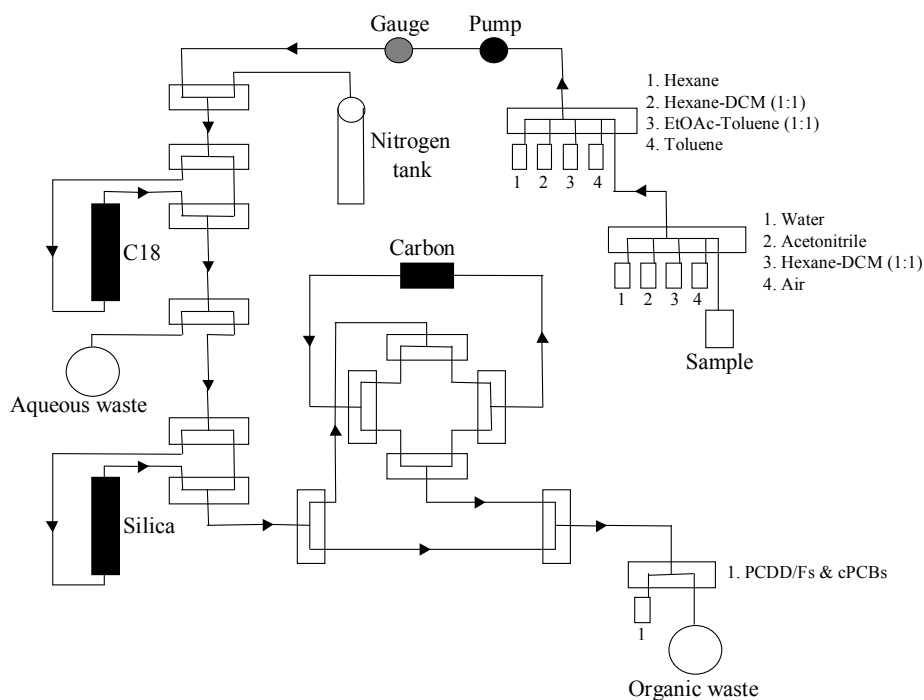 Gauge
Pump
1. Hexane
2. Hexane-DCM (1:1)
3. EtOAc-Toluene (1:1)
4. Toluene
Nitrogen
tank
1 2 3 4
1. Water
2. Acetonitrile
3. Hexane-DCM (1:1)
4. Air
C18
Carbon
1 2 3 4
Sample
Aqueous waste
Silica
1. PCDD/Fs & cPCBs
1
Organic waste